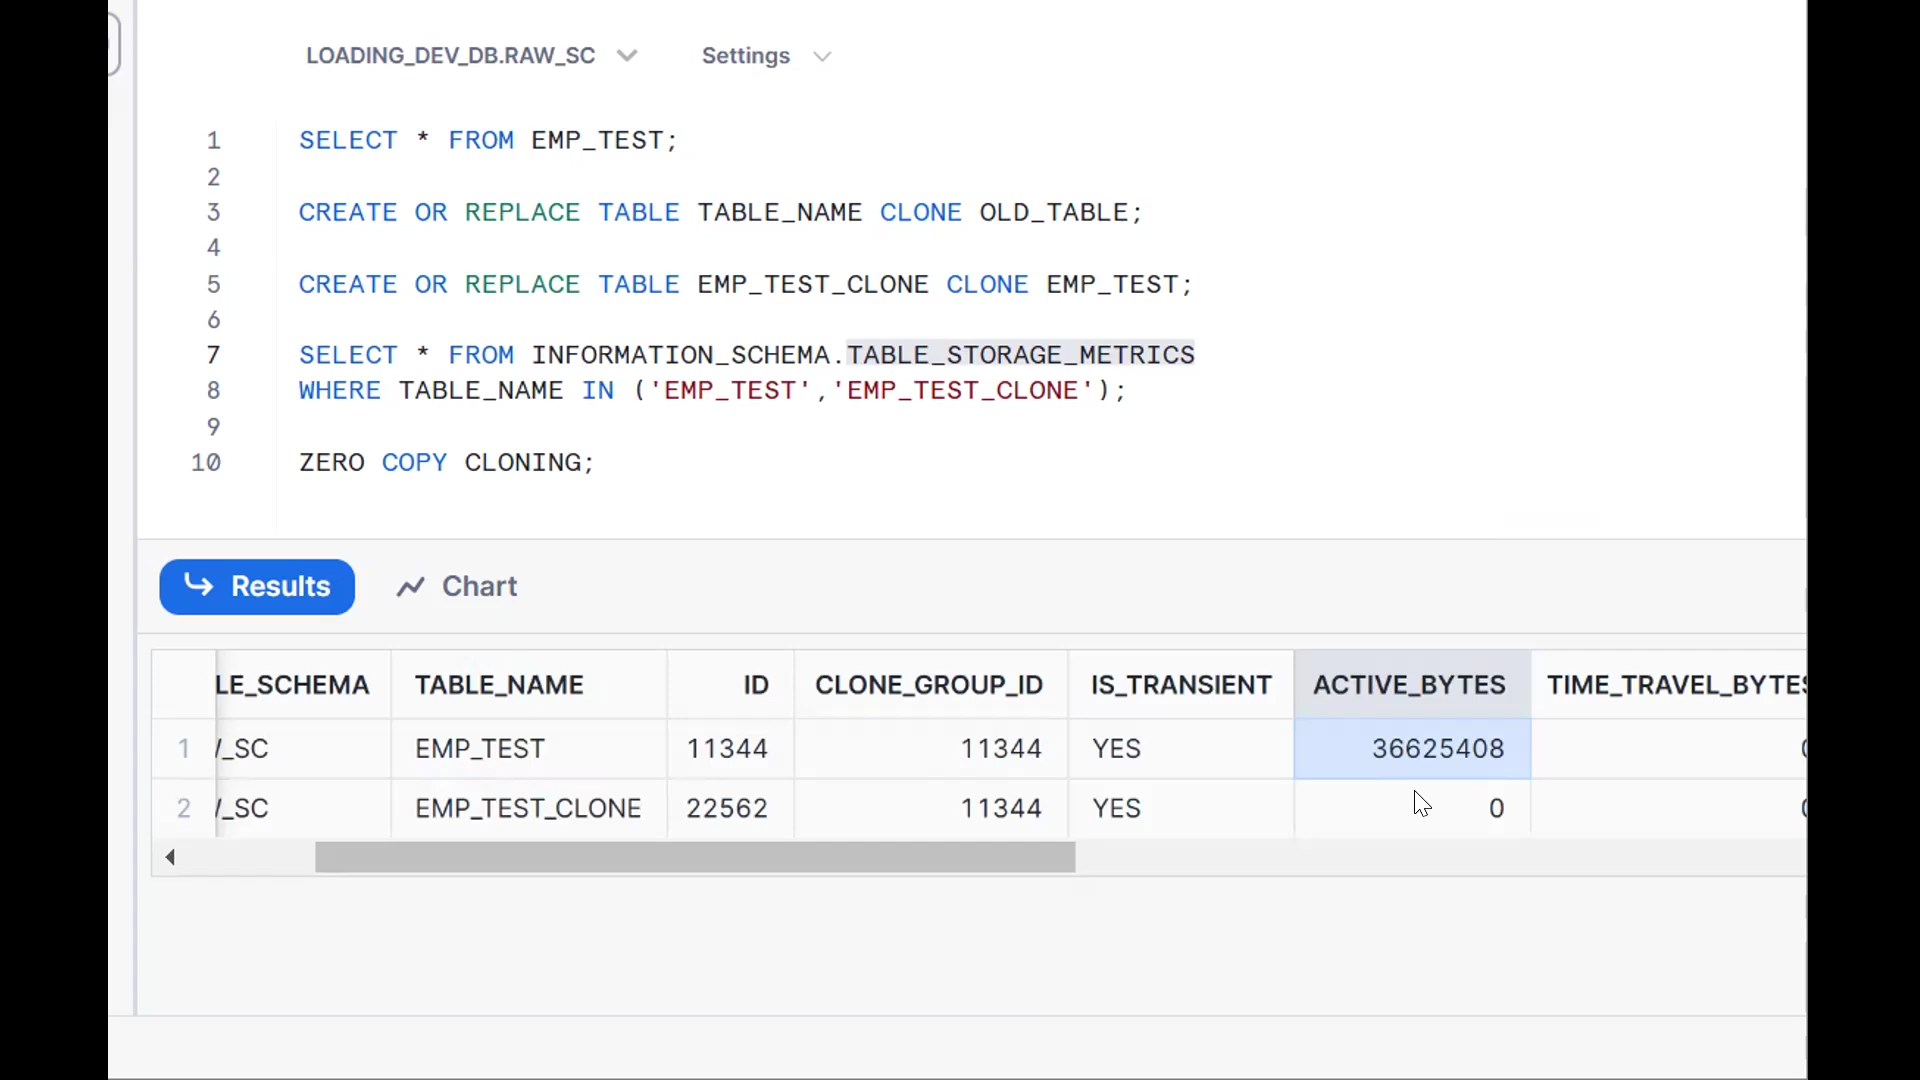 LOADING_DEV_DB.RAW_SC Settings
1 SELECT * FROM EMP_TEST;
2
3 CREATE OR REPLACE TABLE TABLE_NAME CLONE OLD_TABLE;
4
5 CREATE OR REPLACE TABLE EMP_TEST_CLONE CLONE EMP_TEST;
6
7 SELECT * FROM INFORMATION_SCHEMA.TABLE_STORAGE_METRICS
8 WHERE TABLE_NAME IN ('EMP_TEST','EMP_TEST_CLONE');
9
10 ZERO COPY CLONING;
Results Chart
LE_SCHEMA TABLE_NAME ID CLONE_GROUP_ID IS_TRANSIENT ACTIVE_BYTES TIME_TRAVEL_BYTES
1 _SC EMP_TEST 11344 11344 YES 36625408
2 _SC EMP_TEST_CLONE 22562 11344 YES 0